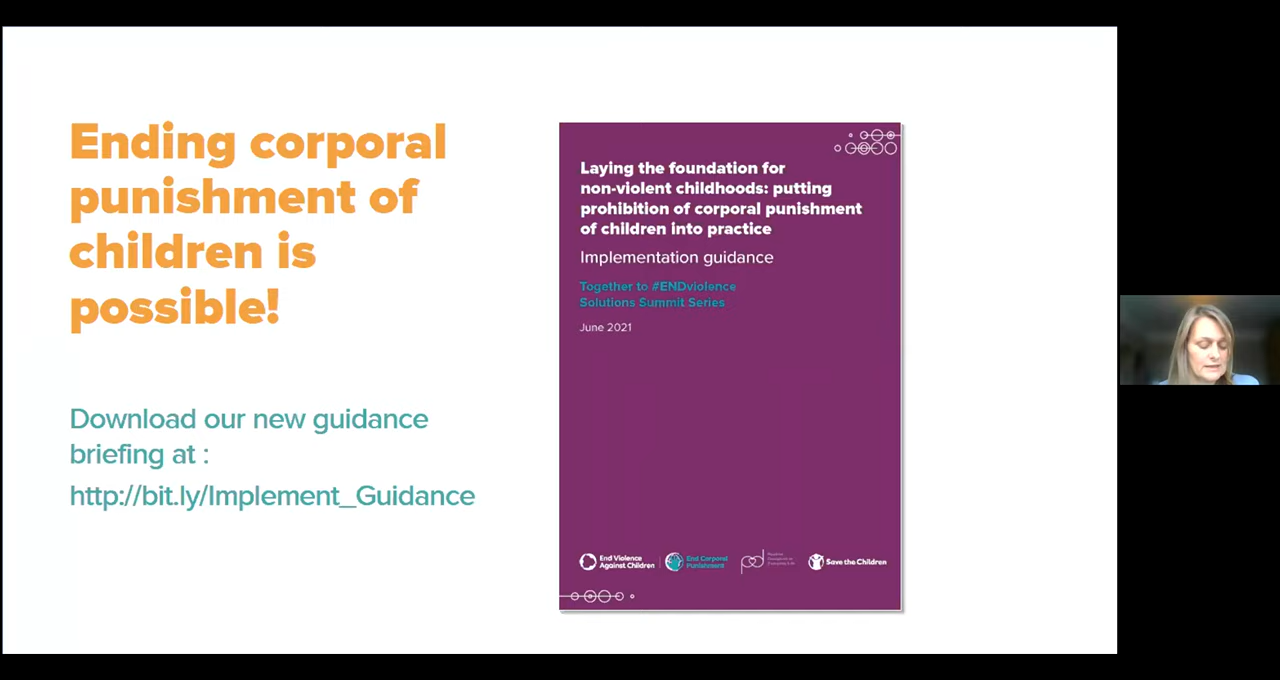 Ending corporal
punishment of
children is
possible!
Download our new guidance
briefing at :
http://bit.ly/Implement_Guidance
Laying the foundation for
non-violent childhoods: putting
prohibition of corporal punishment
of children into practice
Implementation guidance
Together to #ENDviolence
Solutions Summit Series
June 2021
End Violence
Against Children
End Corporal
Punishment
pd
Save the Children